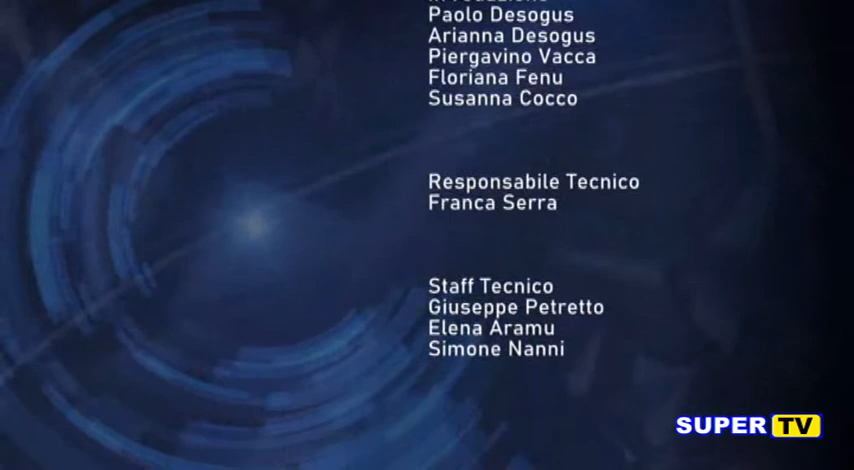 Paolo Desogus
Arianna Desogus
Piergavino Vacca
Floriana Fenu
Susanna Cocco
Responsabile Tecnico
Franca Serra
Staff Tecnico
Giuseppe Petretto
Elena Aramu
Simone Nanni
SUPER TV